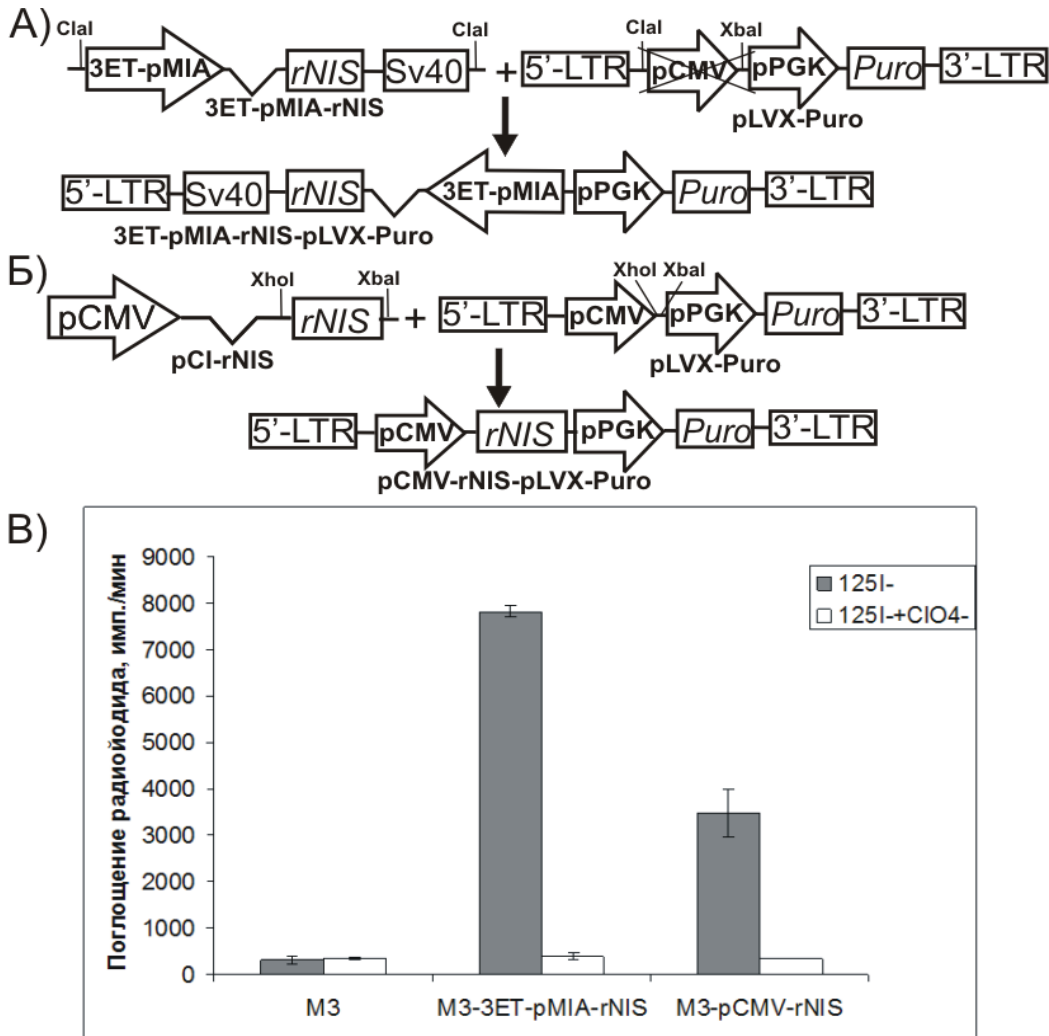 А)
ClaI
3ET-pMIA
rNIS
Sv40
ClaI
3ET-pMIA-rNIS
+
5'-LTR
ClaI
pCMV
XbaI
pPGK
Puro
3'-LTR
pLVX-Puro
5'-LTR
Sv40
rNIS
3ET-pMIA
pPGK
Puro
3'-LTR
3ET-pMIA-rNIS-pLVX-Puro
Б)
pCMV
XhoI
rNIS
XbaI
pCI-rNIS
+
5'-LTR
pCMV
XhoI
XbaI
pPGK
Puro
3'-LTR
pLVX-Puro
5'-LTR
pCMV
rNIS
pPGK
Puro
3'-LTR
pCMV-rNIS-pLVX-Puro
В)
Поглощение радиойодида, имп./мин
9000
8000
7000
6000
5000
4000
3000
2000
1000
0
125I-
125I-+ClO4-
M3
M3-3ET-pMIA-rNIS
M3-pCMV-rNIS